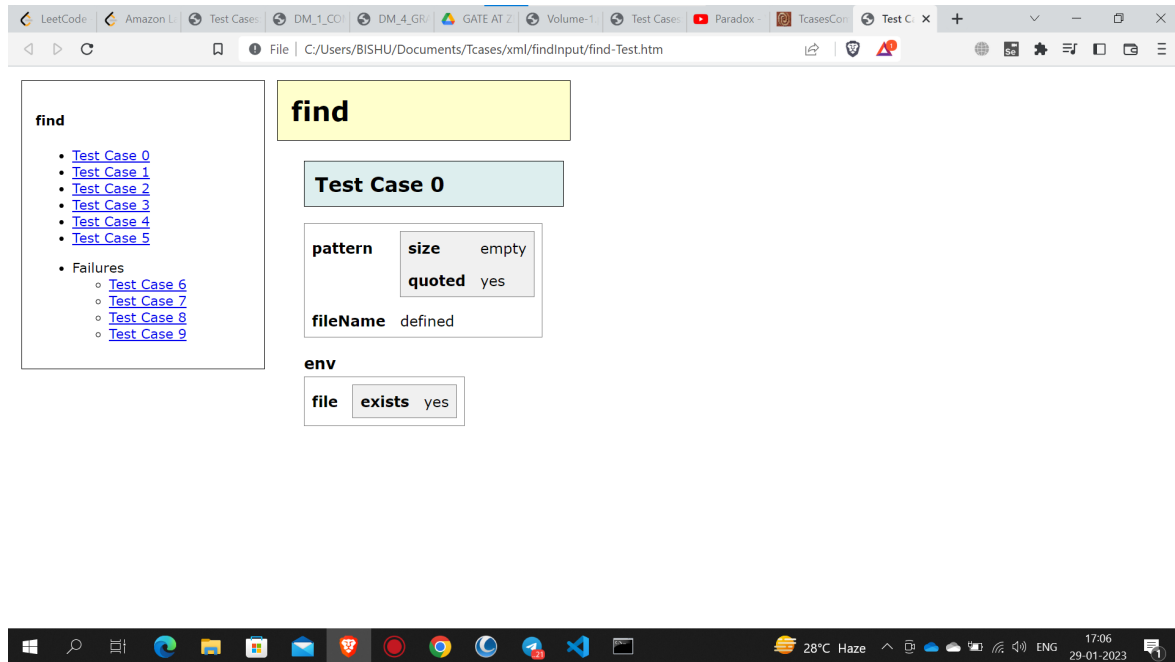 LeetCode Amazon L Test Cases DM_1_CO DM_4_GR GATE AT Z Volume-1. Test Cases Paradox - TcasesCon Test C
File C:/Users/BISHU/Documents/Tcases/xml/findInput/find-Test.htm
find
Test Case 0
Test Case 1
Test Case 2
Test Case 3
Test Case 4
Test Case 5
Failures
Test Case 6
Test Case 7
Test Case 8
Test Case 9
find
Test Case 0
pattern size empty
quoted yes
fileName defined
env
file exists yes
28°C Haze ENG 17:06
29-01-2023